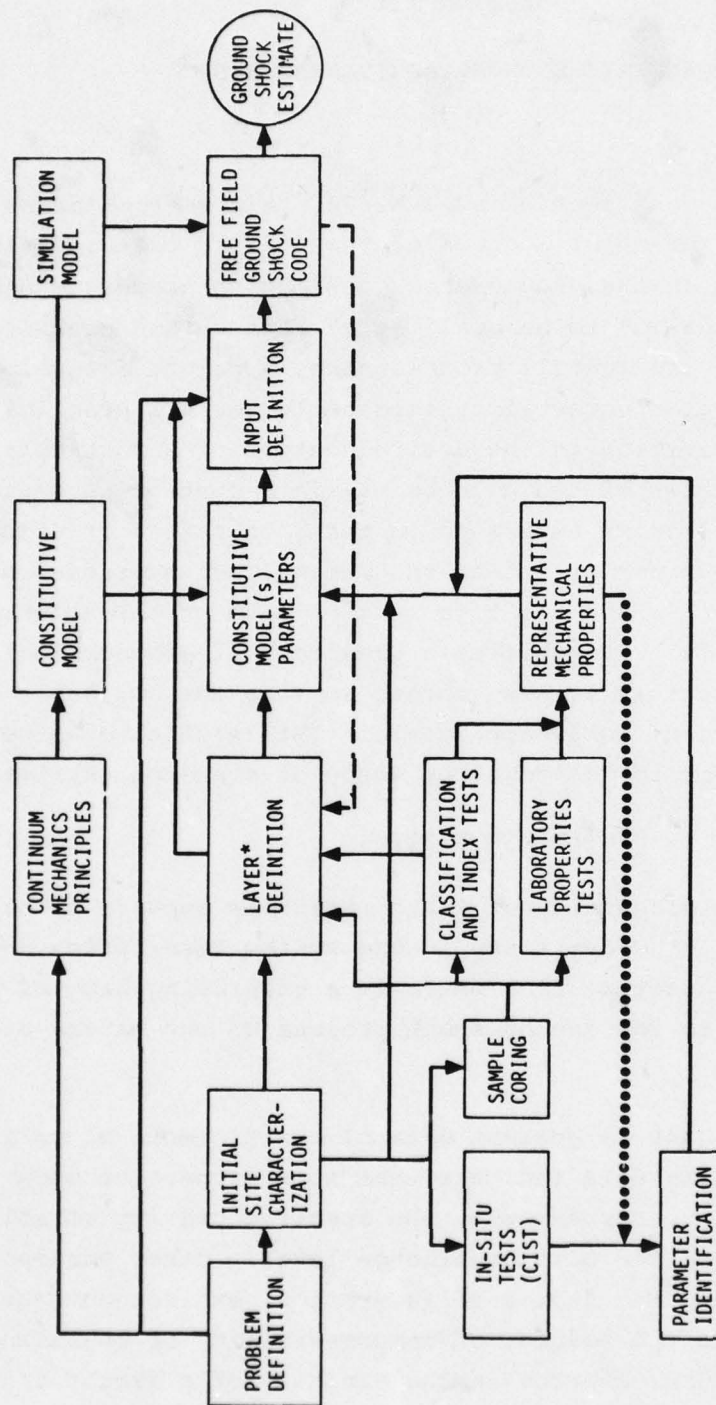 PROBLEM
DEFINITION
INITIAL
SITE
CHARACTER-
IZATION
LAYER*
DEFINITION
CONSTITUTIVE
MODEL(s)
PARAMETERS
INPUT
DEFINITION
FREE FIELD
GROUND
SHOCK
CODE
GROUND
SHOCK
ESTIMATE
CONTINUUM
MECHANICS
PRINCIPLES
CONSTITUTIVE
MODEL
SIMULATION
MODEL
IN-SITU
TESTS
(CIST)
SAMPLE
CORING
CLASSIFICATION
AND INDEX TESTS
LABORATORY
PROPERTIES
TESTS
REPRESENTATIVE
MECHANICAL
PROPERTIES
PARAMETER
IDENTIFICATION